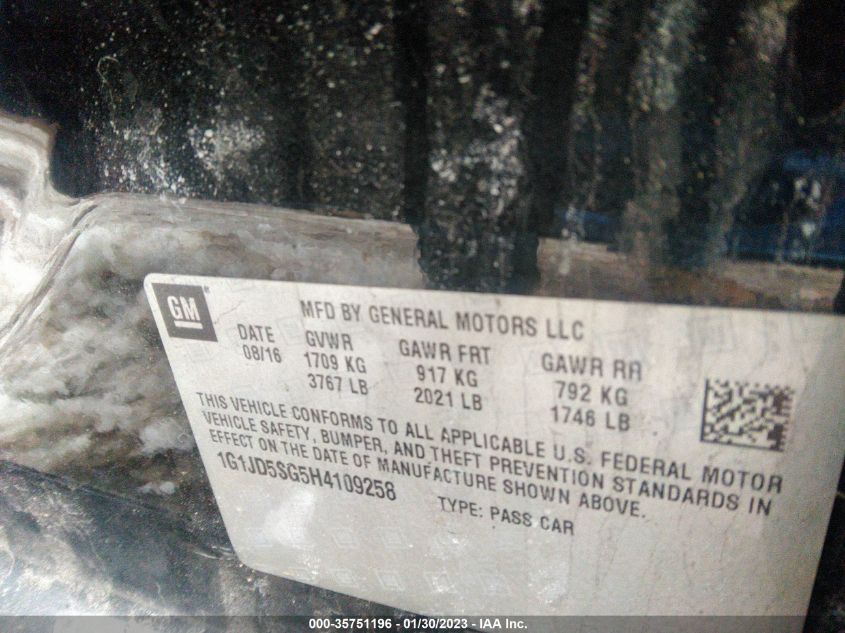 GM
MFD BY GENERAL MOTORS LLC
DATE GVWR GAWR FRT GAWR RR
08/16 1709 KG 917 KG 792 KG
3767 LB 2021 LB 1746 LB
THIS VEHICLE CONFORMS TO ALL APPLICABLE U.S. FEDERAL MOTOR
VEHICLE SAFETY, BUMPER, AND THEFT PREVENTION STANDARDS IN
EFFECT ON THE DATE OF MANUFACTURE SHOWN ABOVE.
1G1JD5SG5H4109258 TYPE: PASS CAR
000-35751196 - 01/30/2023 - IAA Inc.